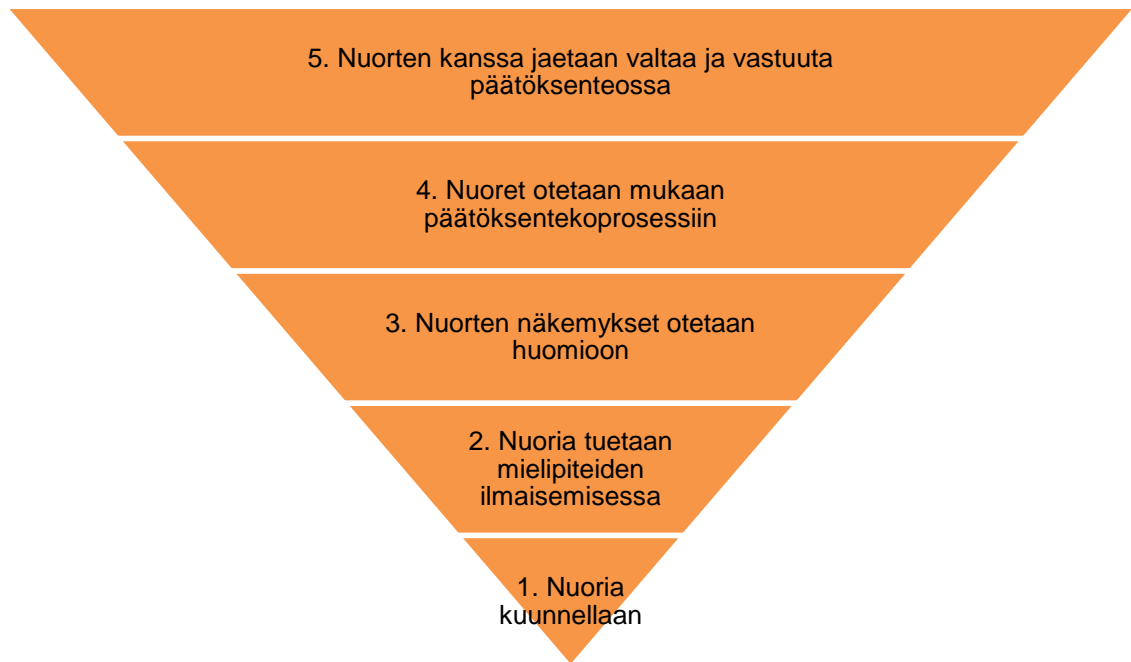 5. Nuorten kanssa jaetaan valtaa ja vastuuta
päätöksenteossa
4. Nuoret otetaan mukaan
päätöksentekoprosessiin
3. Nuorten näkemykset otetaan
huomioon
2. Nuoria tuetaan
mielipiteiden
ilmaisemisessa
1. Nuoria
kuunnellaan